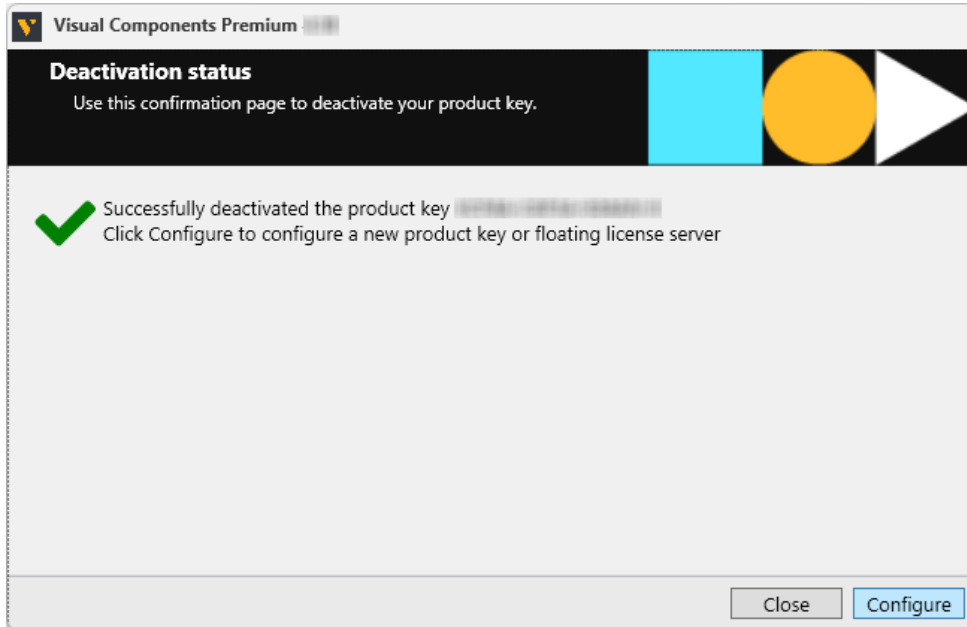 Visual Components Premium
Deactivation status
Use this confirmation page to deactivate your product key.
Successfully deactivated the product key
Click Configure to configure a new product key or floating license server
Close
Configure